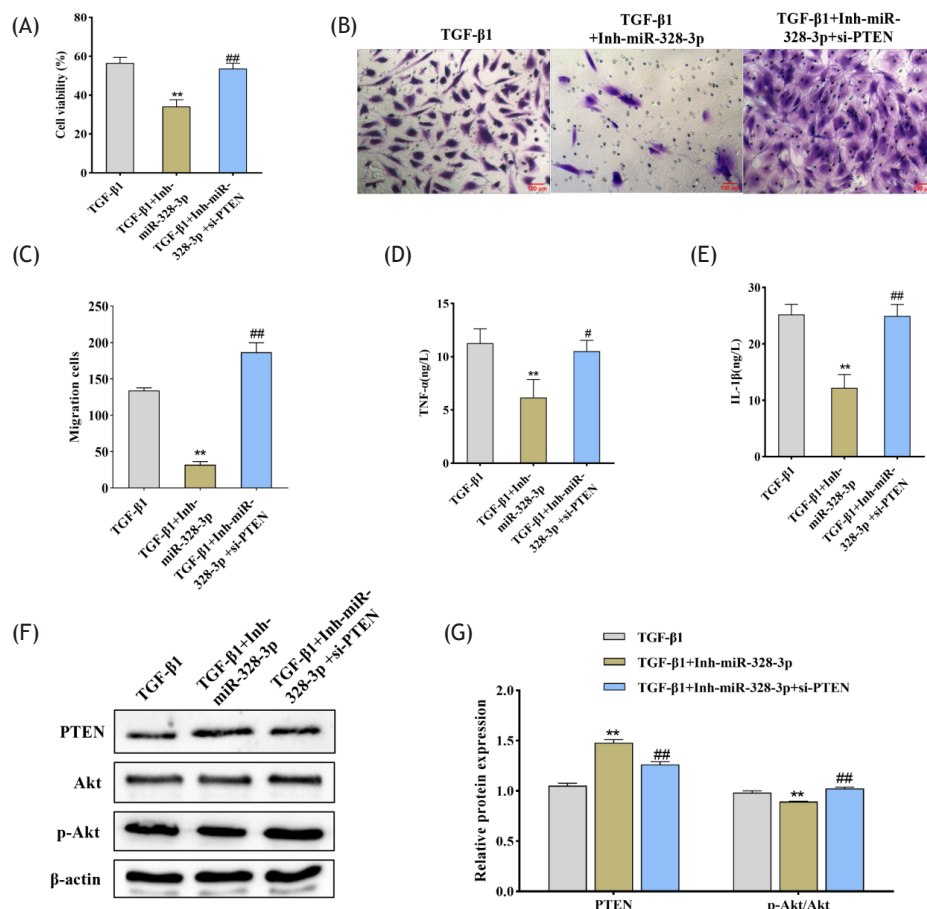 (A)
Cell viability (%)
80
60
40
20
0
**
##
TGF-β1
TGF-β1+Inh-
miR-328-3p
TGF-β1+Inh-miR-
328-3p +si-PTEN
(B)
TGF-β1
TGF-β1
+Inh-miR-328-3p
TGF-β1+Inh-miR-
328-3p+si-PTEN
100 μm
100 μm
(C)
Migration cells
250
200
150
100
50
0
**
##
TGF-β1
TGF-β1+Inh-
miR-328-3p
TGF-β1+Inh-miR-
328-3p +si-PTEN
(D)
TNF-α(ng/L)
15
10
5
0
**
#
TGF-β1
TGF-β1+Inh-
miR-328-3p
TGF-β1+Inh-miR-
328-3p +si-PTEN
(E)
IL-1β(ng/L)
30
20
10
0
**
##
TGF-β1
TGF-β1+Inh-
miR-328-3p
TGF-β1+Inh-miR-
328-3p +si-PTEN
(F)
TGF-β1
TGF-β1+Inh-
miR-328-3p
TGF-β1+Inh-miR-
328-3p +si-PTEN
PTEN
Akt
p-Akt
β-actin
(G)
TGF-β1
TGF-β1+Inh-miR-328-3p
TGF-β1+Inh-miR-328-3p+si-PTEN
Relative protein expression
2.0
1.5
1.0
0.5
0.0
**
##
**
##
PTEN
p-Akt/Akt